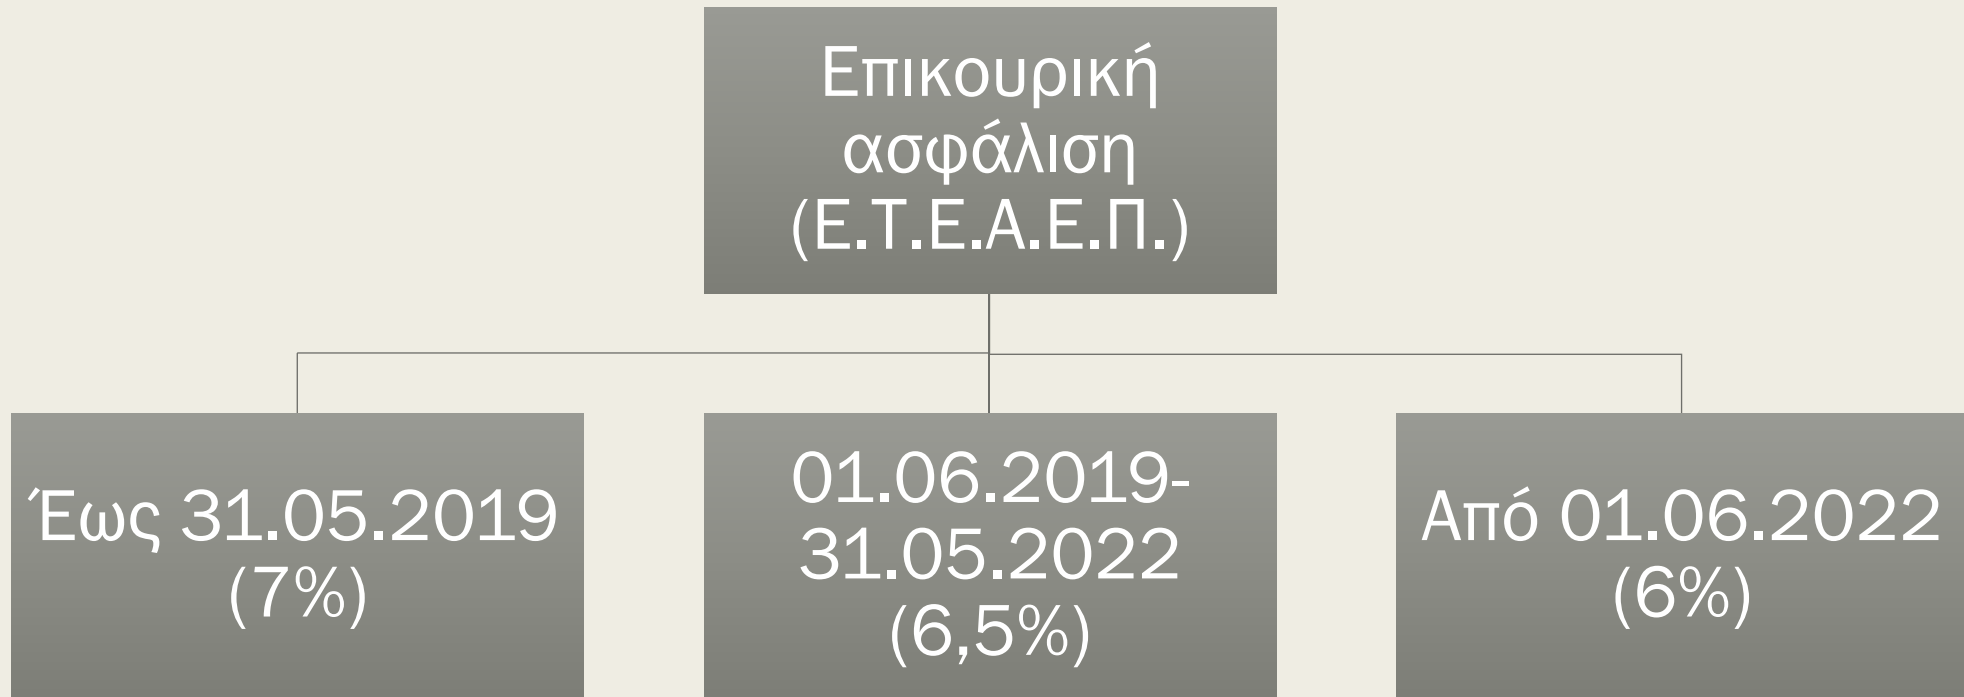 Επικουρική
ασφάλιση
(Ε.Τ.Ε.Α.Ε.Π.)
Έως 31.05.2019
(7%)
01.06.2019-
31.05.2022
(6,5%)
Από 01.06.2022
(6%)